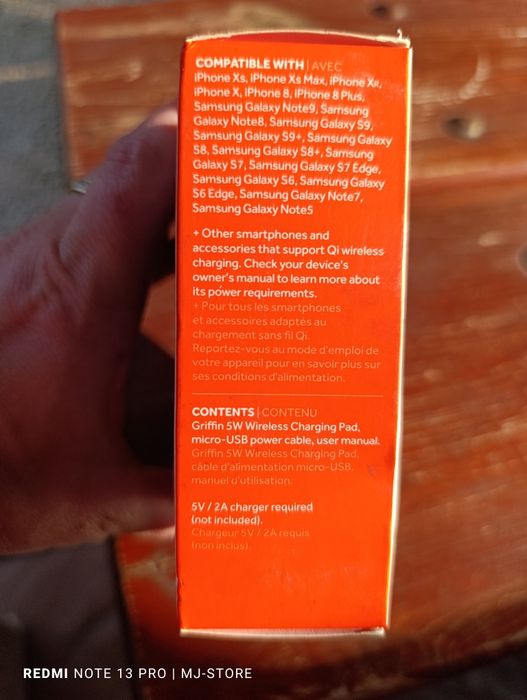 COMPATIBLE WITH | AVEC
iPhone Xs, iPhone Xs Max, iPhone XR,
iPhone X, iPhone 8, iPhone 8 Plus,
Samsung Galaxy Note9, Samsung
Galaxy Note8, Samsung Galaxy S9,
Samsung Galaxy S9+, Samsung Galaxy
S8, Samsung Galaxy S8+, Samsung
Galaxy S7, Samsung Galaxy S7 Edge,
Samsung Galaxy S6, Samsung Galaxy
S6 Edge, Samsung Galaxy Note7,
Samsung Galaxy Note5
+ Other smartphones and
accessories that support Qi wireless
charging. Check your device's
owner's manual to learn more about
its power requirements.
+ Pour tous les smartphones
et accessoires adaptés au
chargement sans fil Qi.
Reportez-vous au mode d'emploi de
votre appareil pour en savoir plus sur
ses conditions d'alimentation.
CONTENTS | CONTENU
Griffin 5W Wireless Charging Pad,
micro-USB power cable, user manual.
Griffin 5W Wireless Charging Pad,
câble d'alimentation micro-USB,
manuel d'utilisation.
5V / 2A charger required
(not included).
Chargeur 5V / 2A requis
(non inclus).
REDMI NOTE 13 PRO | MJ-STORE